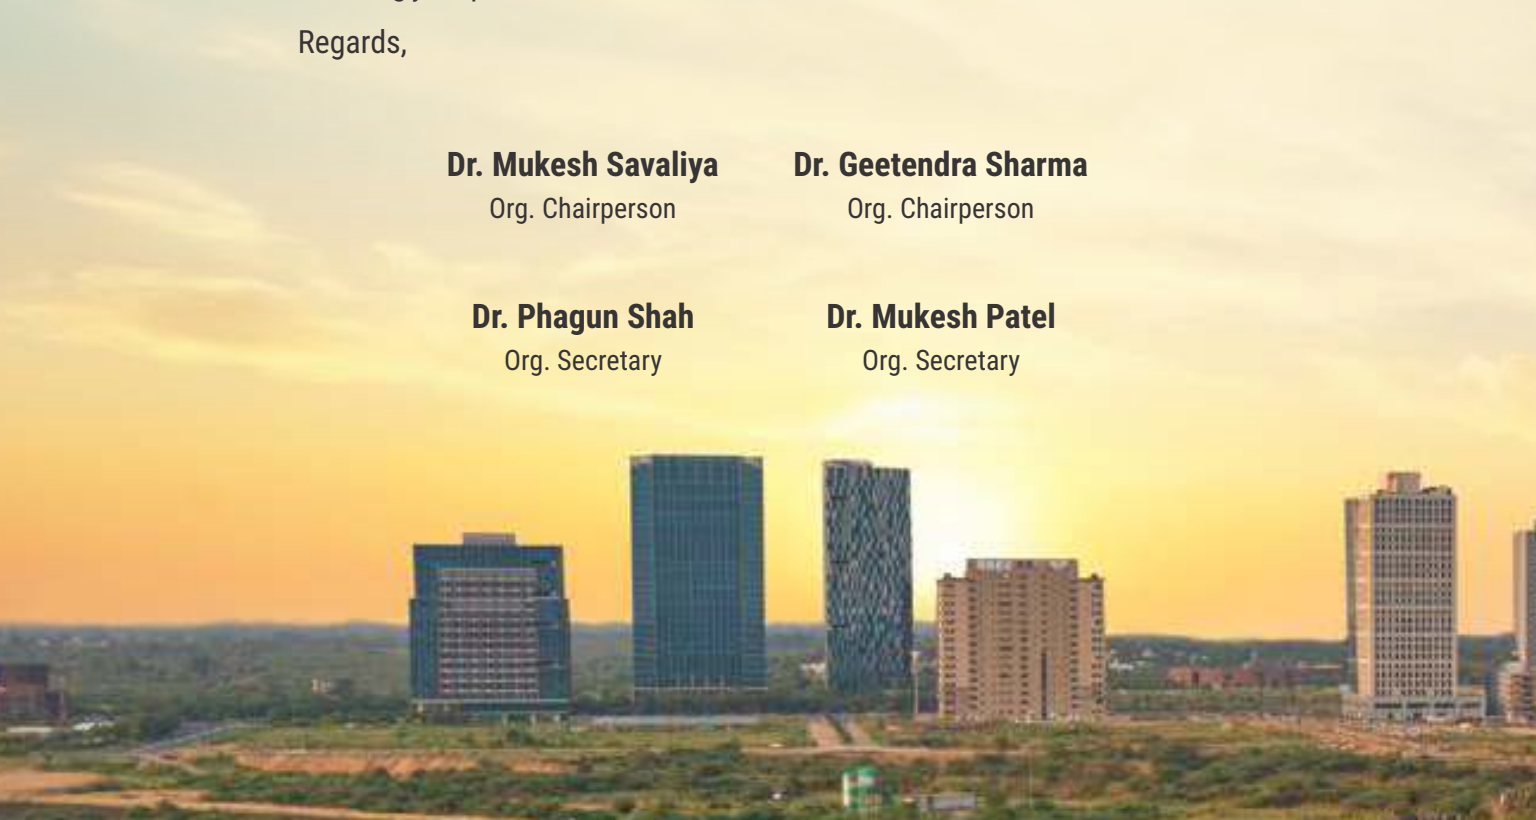 Regards,
Dr. Mukesh Savaliya
Dr. Geetendra Sharma
Org. Chairperson
Org. Chairperson
Dr. Phagun Shah
Dr. Mukesh Patel
Org. Secretary
Org. Secretary